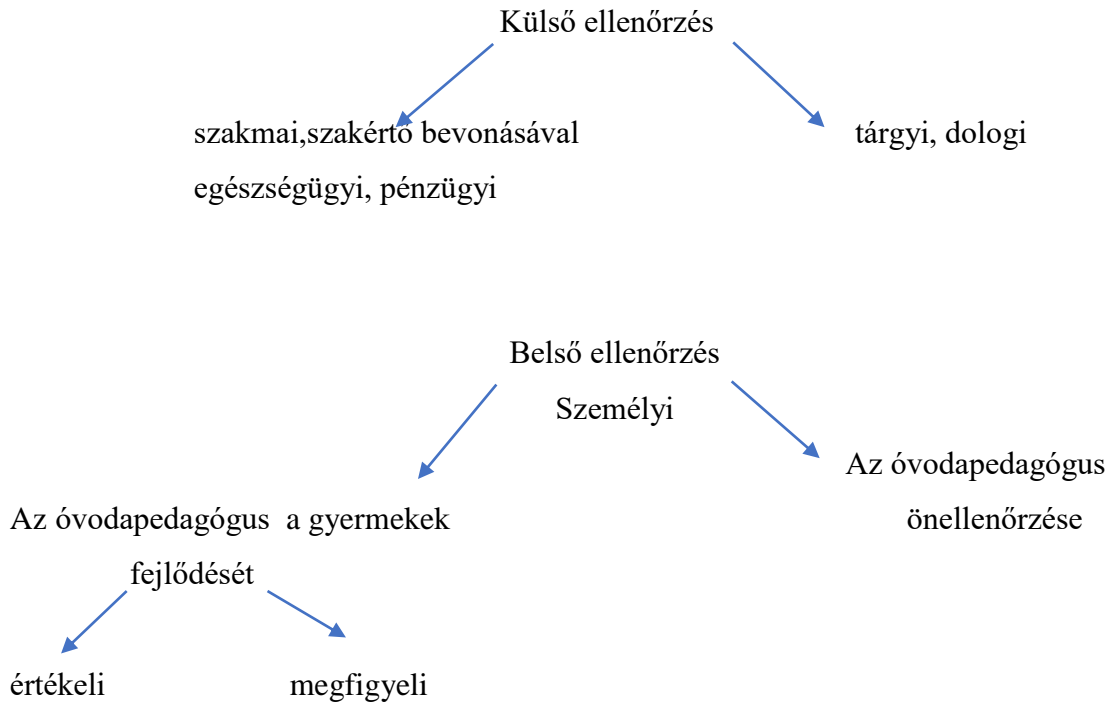 Külső ellenőrzés
szakmai,szakértő bevonásával
tárgyi, dologi
egészségügyi, pénzügyi
Belső ellenőrzés
Személyi
Az óvodapedagógus
önellenőrzése
Az óvodapedagógus a gyermekek
fejlődését
értékeli
megfigyeli